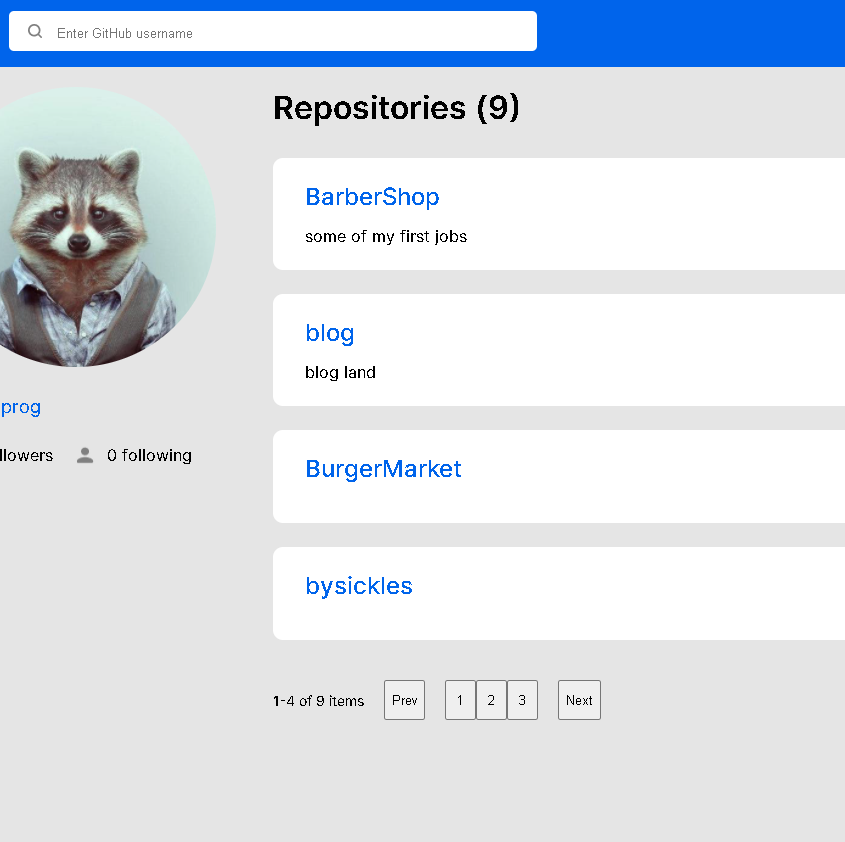 Enter GitHub username
Repositories (9)
BarberShop
some of my first jobs
blog
blog land
prog
BurgerMarket
llowers 0 following
bysickles
1-4 of 9 items Prev 1 2 3 Next